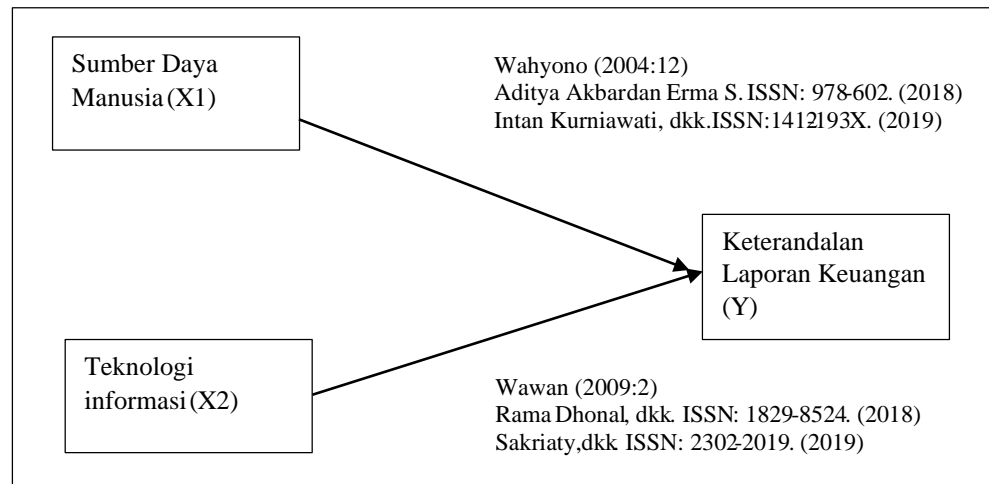 Sumber Daya
Manusia (X1)
Wahyono (2004:12)
Aditya Akbardan Erma S. ISSN: 978-602. (2018)
Intan Kurniawati, dkk.ISSN:1412193X. (2019)
Keterandalan
Laporan Keuangan
(Y)
Teknologi
informasi (X2)
Wawan (2009:2)
Rama Dhonal, dkk. ISSN: 1829-8524. (2018)
Sakriaty,dkk. ISSN: 2302-2019. (2019)